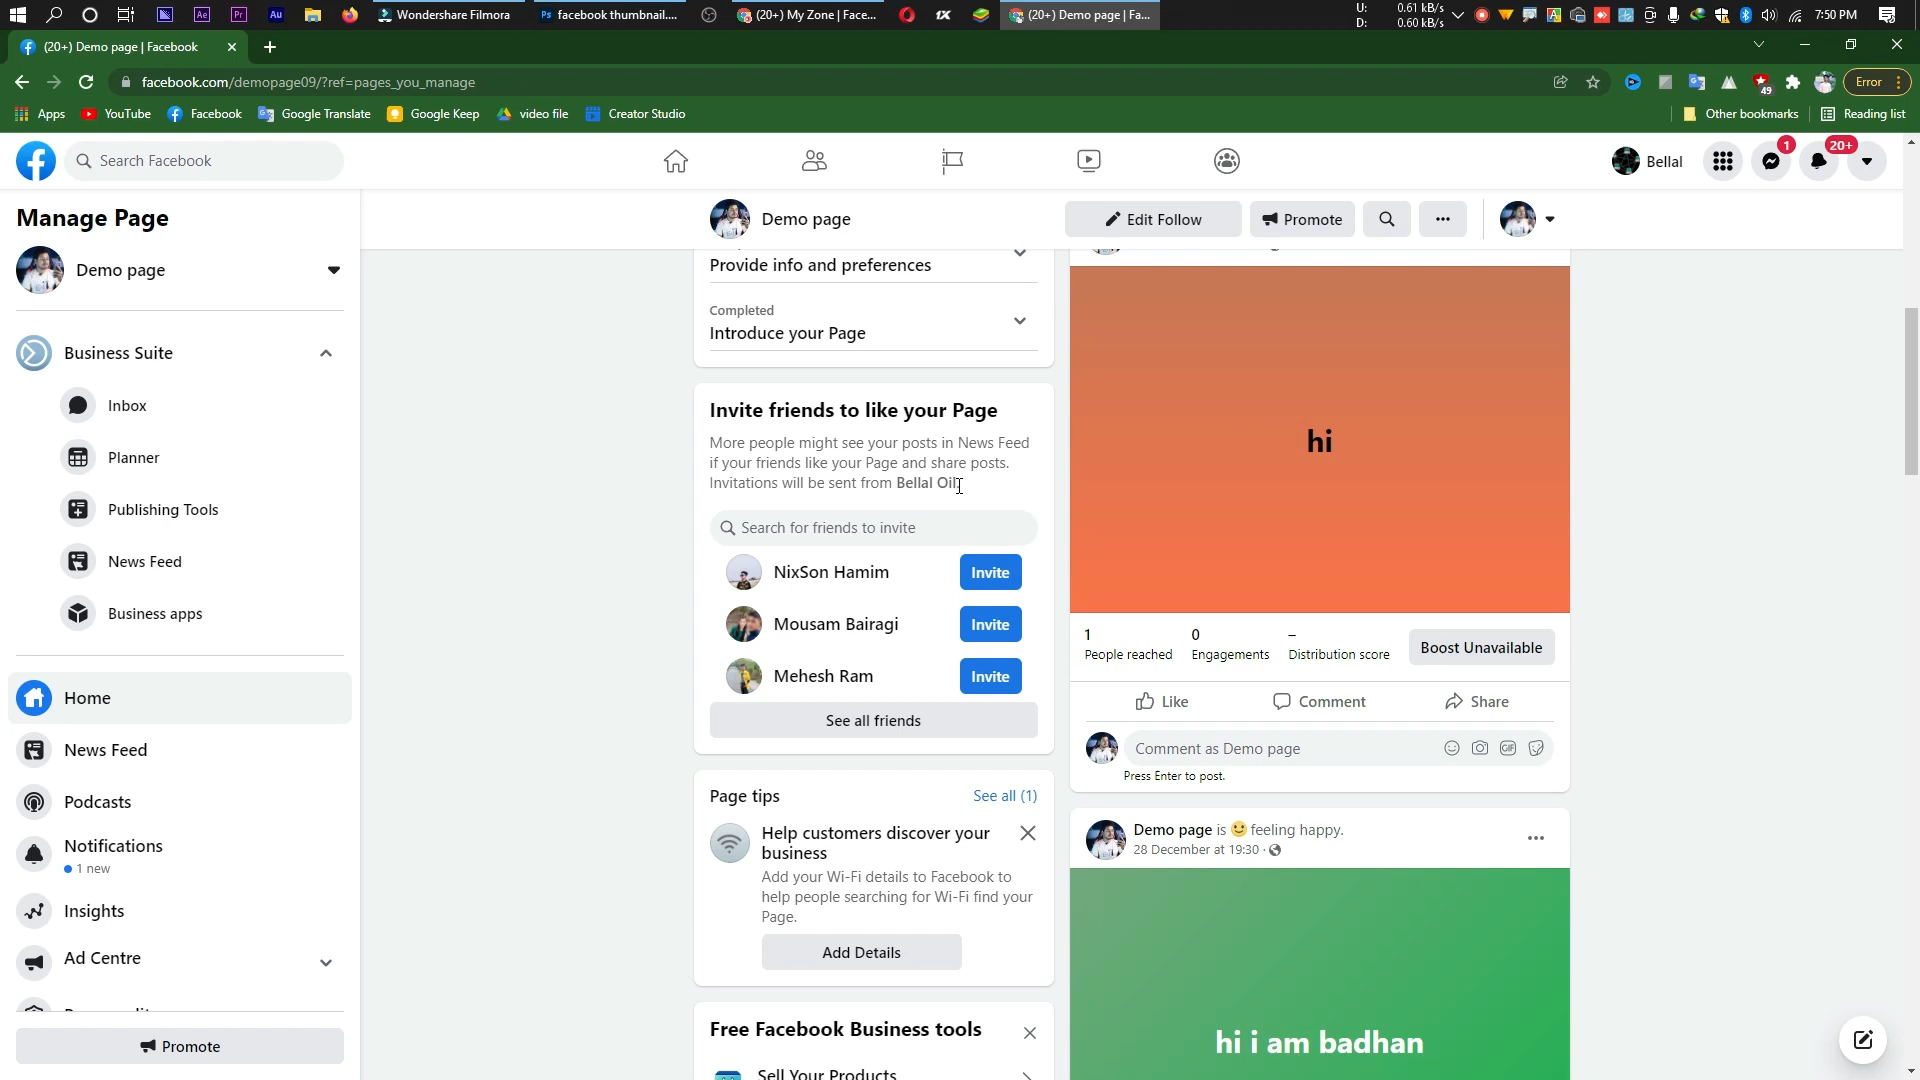 Wondershare Filmora
facebook thumbnail....
(20+) My Zone | Face...
1X
(20+) Demo page | Fa...
U: 0.61 kB/s
D: 0.60 kB/s
7:50 PM
(20+) Demo page | Facebook
facebook.com/demopage09/?ref=pages_you_manage
49
Error
Apps
YouTube
Facebook
Google Translate
Google Keep
video file
Creator Studio
Other bookmarks
Reading list
Search Facebook
Bellal
1
20+
Manage Page
Demo page
Business Suite
Inbox
Planner
Publishing Tools
News Feed
Business apps
Home
News Feed
Podcasts
Notifications
1 new
Insights
Ad Centre
Promote
Demo page
Edit Follow
Promote
Provide info and preferences
Completed
Introduce your Page
Invite friends to like your Page
More people might see your posts in News Feed
if your friends like your Page and share posts.
Invitations will be sent from Bellal Oil.
Search for friends to invite
NixSon Hamim
Invite
Mousam Bairagi
Invite
Mehesh Ram
Invite
See all friends
Page tips
See all (1)
Help customers discover your
business
Add your Wi-Fi details to Facebook to
help people searching for Wi-Fi find your
Page.
Add Details
Free Facebook Business tools
Sell Your Products
hi
1
People reached
0
Engagements
–
Distribution score
Boost Unavailable
Like
Comment
Share
Comment as Demo page
GIF
Press Enter to post.
Demo page is 🙂 feeling happy.
28 December at 19:30 ·
hi i am badhan